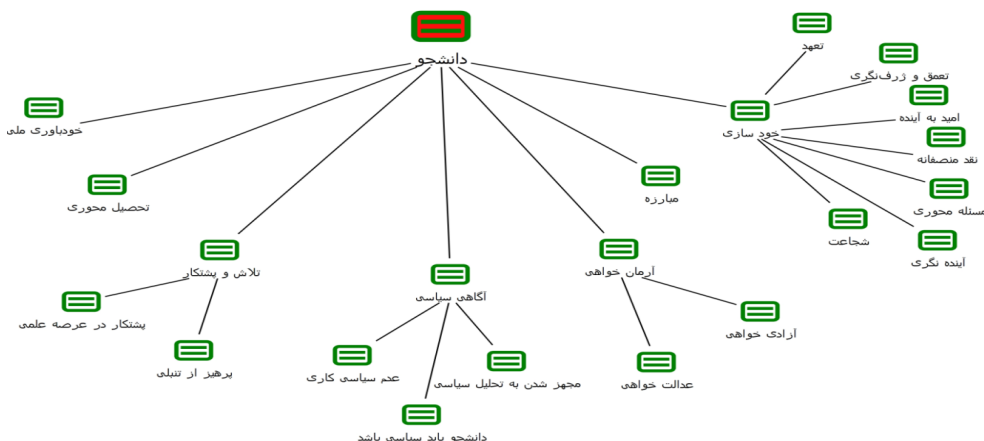 دانشجو
تعهد
تعمق و ژرف‌نگری
امید به آینده
خود سازی
نقد منصفانه
مسئله محوری
آینده نگری
شجاعت
مبارزه
آرمان خواهی
آزادی خواهی
عدالت خواهی
آگاهی سیاسی
مجهز شدن به تحلیل سیاسی
عدم سیاسی کاری
دانشجو باید سیاسی باشد
تلاش و پشتکار
پشتکار در عرصه علمی
پرهیز از تنبلی
تحصیل محوری
خودباوری ملی